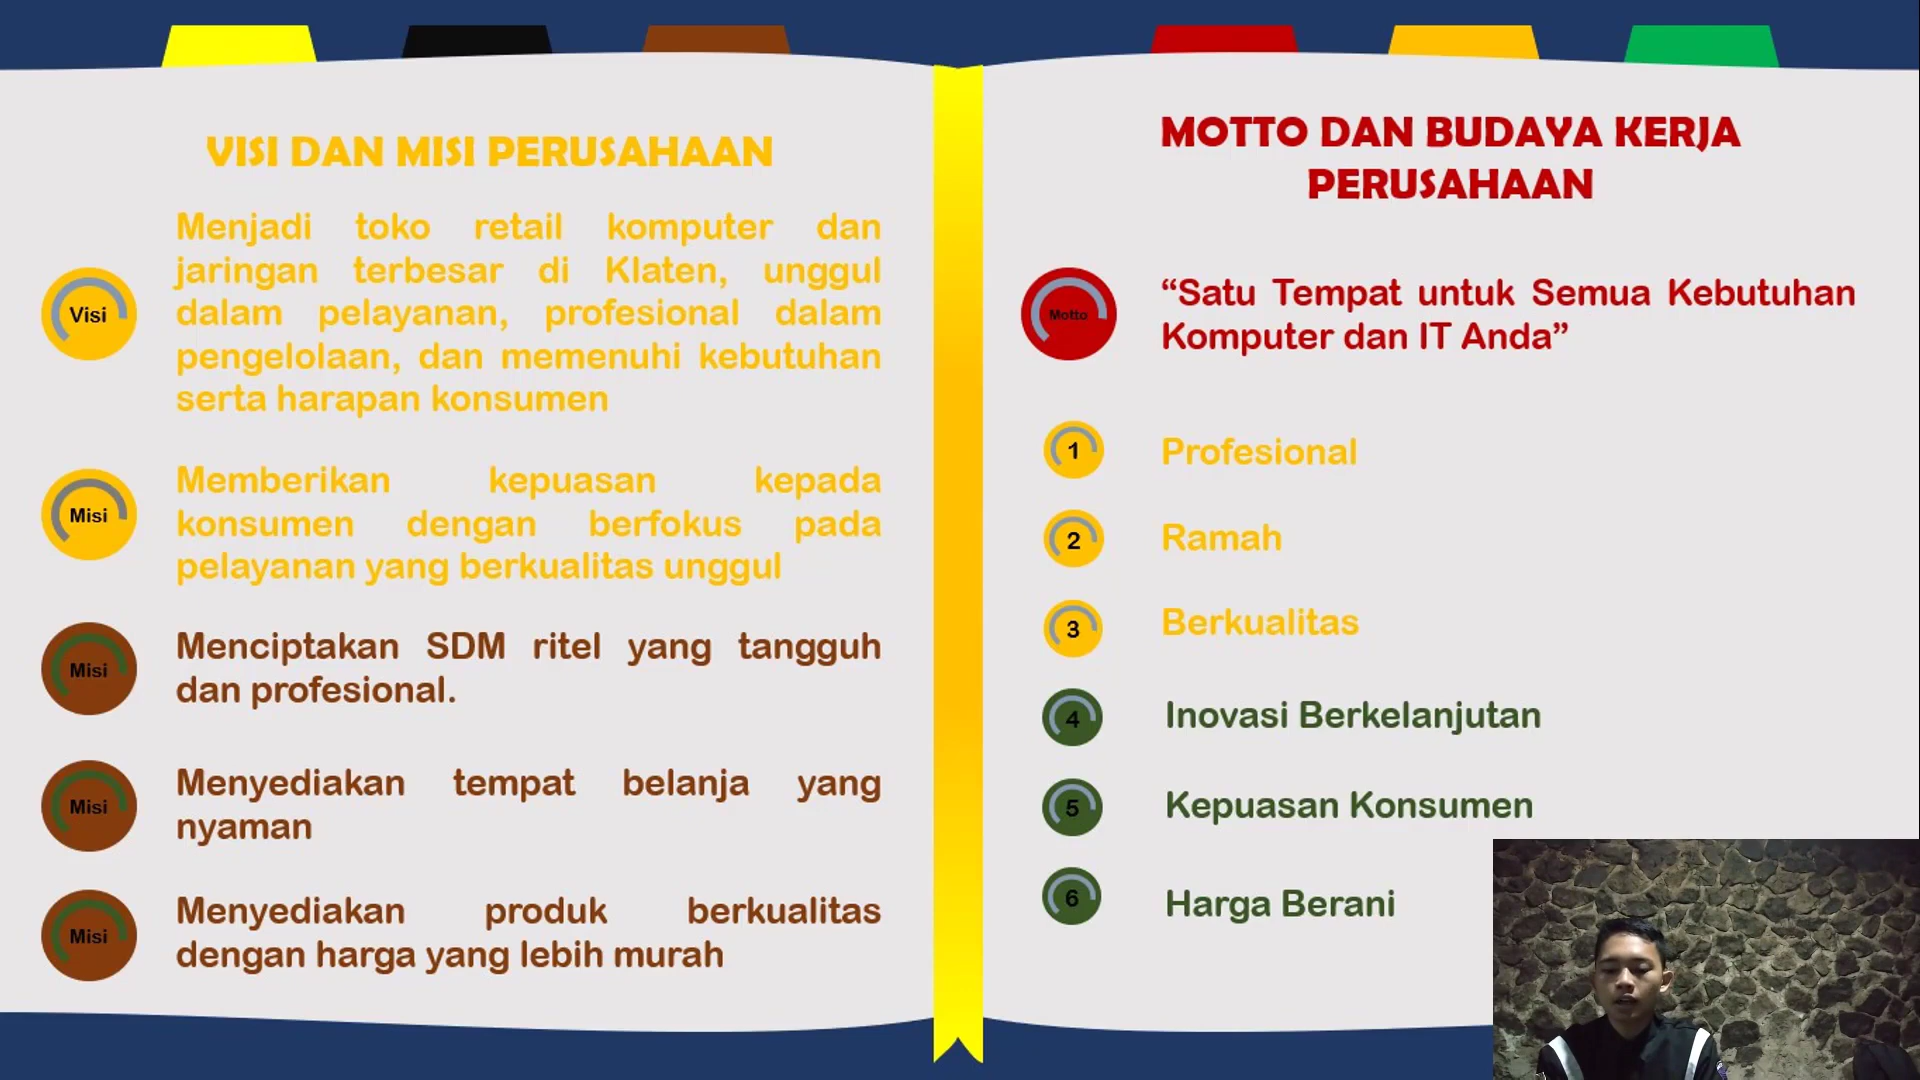 VISI DAN MISI PERUSAHAAN
Visi
Menjadi toko retail komputer dan
jaringan terbesar di Klaten, unggul
dalam pelayanan, profesional dalam
pengelolaan, dan memenuhi kebutuhan
serta harapan konsumen
Misi
Memberikan kepuasan kepada
konsumen dengan berfokus pada
pelayanan yang berkualitas unggul
Misi
Menciptakan SDM ritel yang tangguh
dan profesional.
Misi
Menyediakan tempat belanja yang
nyaman
Misi
Menyediakan produk berkualitas
dengan harga yang lebih murah
MOTTO DAN BUDAYA KERJA
PERUSAHAAN
Motto
“Satu Tempat untuk Semua Kebutuhan
Komputer dan IT Anda”
1 Profesional
2 Ramah
3 Berkualitas
4 Inovasi Berkelanjutan
5 Kepuasan Konsumen
6 Harga Berani